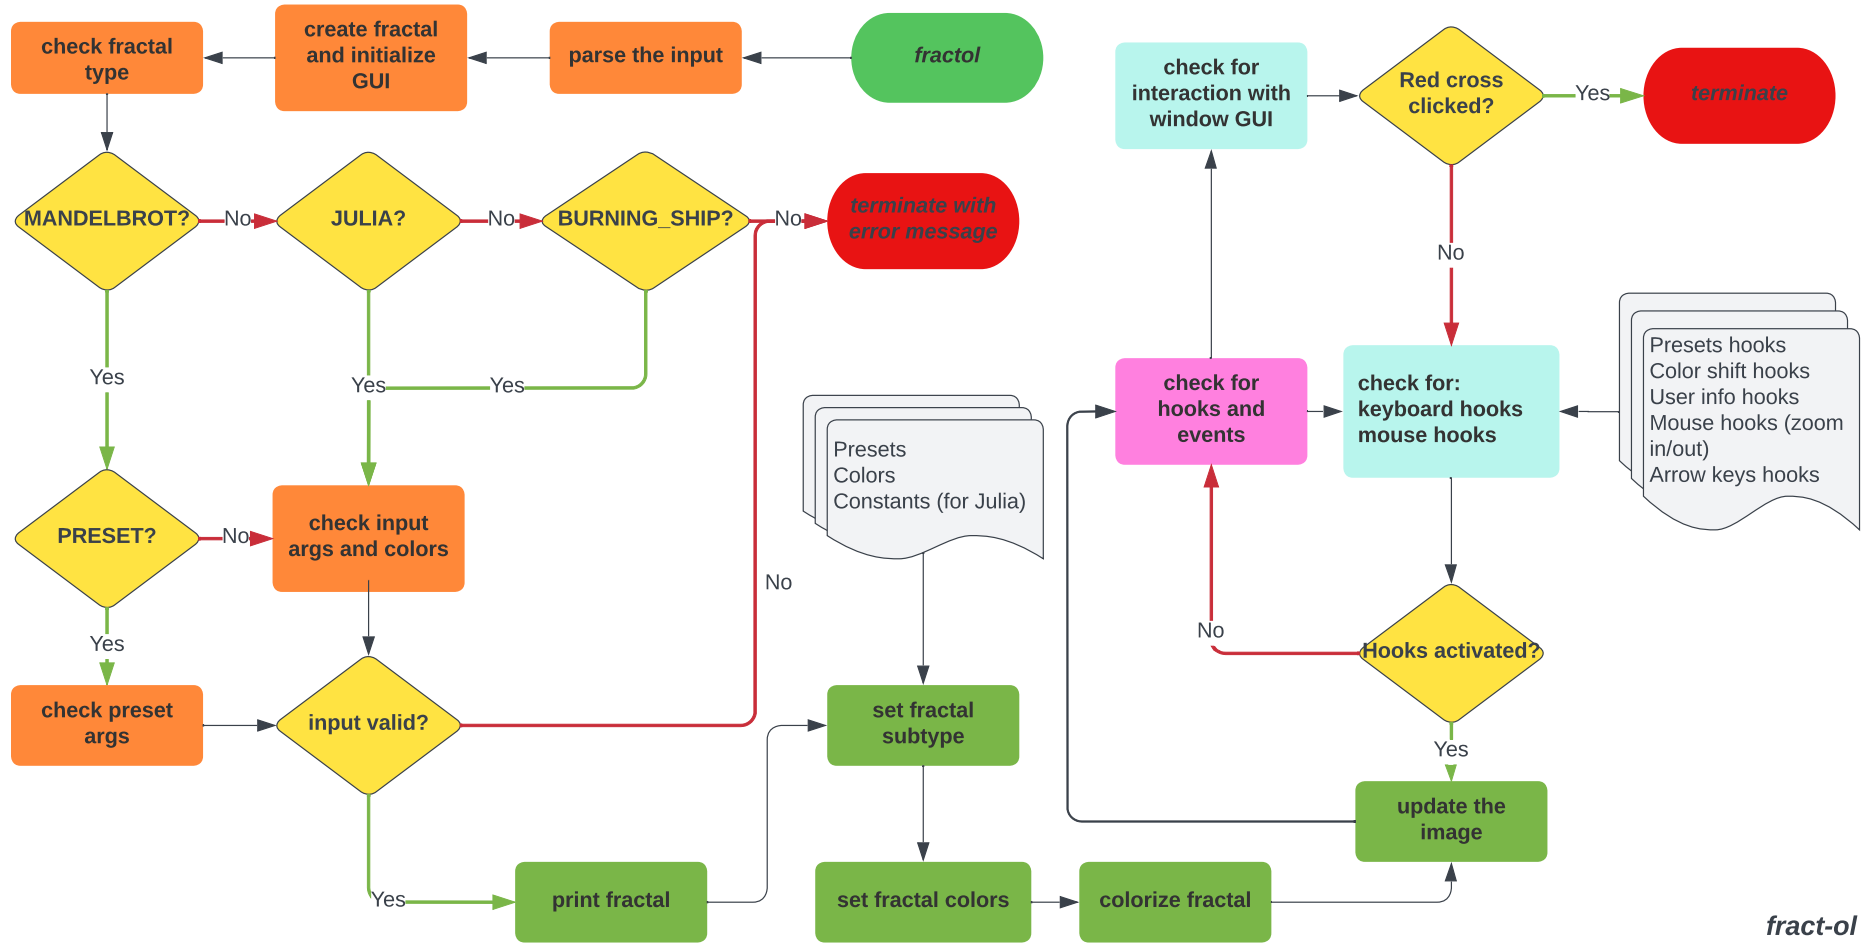 fractol
parse the input
create fractal
and initialize
GUI
check fractal
type
MANDELBROT?
No
JULIA?
No
BURNING_SHIP?
No
terminate with
error message
Yes
Yes
Yes
PRESET?
No
check input
args and colors
Yes
check preset
args
input valid?
No
Yes
print fractal
Presets
Colors
Constants (for Julia)
set fractal
subtype
set fractal colors
colorize fractal
update the
image
check for
hooks and
events
check for
interaction with
window GUI
Red cross
clicked?
Yes
terminate
No
check for:
keyboard hooks
mouse hooks
Presets hooks
Color shift hooks
User info hooks
Mouse hooks (zoom
in/out)
Arrow keys hooks
Hooks activated?
No
Yes
fract-ol